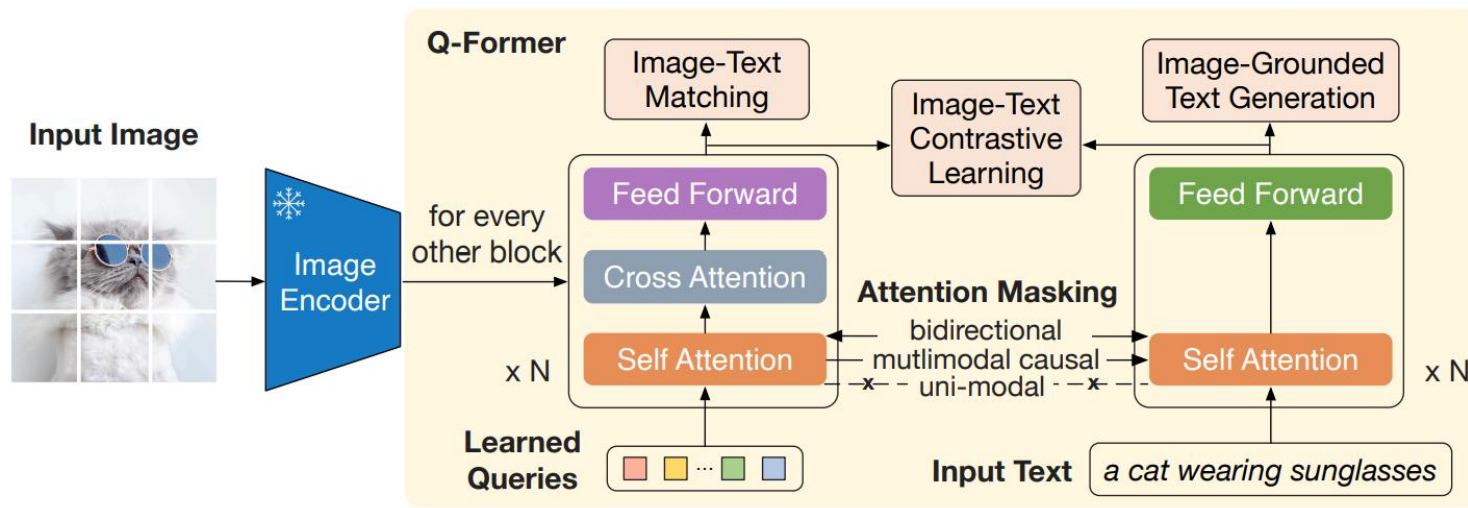 Q-Former
Input Image
Image-Text
Matching
Image-Text
Contrastive
Learning
Image-Grounded
Text Generation
Image
Encoder
for every
other block
Feed Forward
Cross Attention
Self Attention
x N
Attention Masking
bidirectional
mutlimodal causal
x uni-modal x
Feed Forward
Self Attention
x N
Learned
Queries
...
Input Text
a cat wearing sunglasses